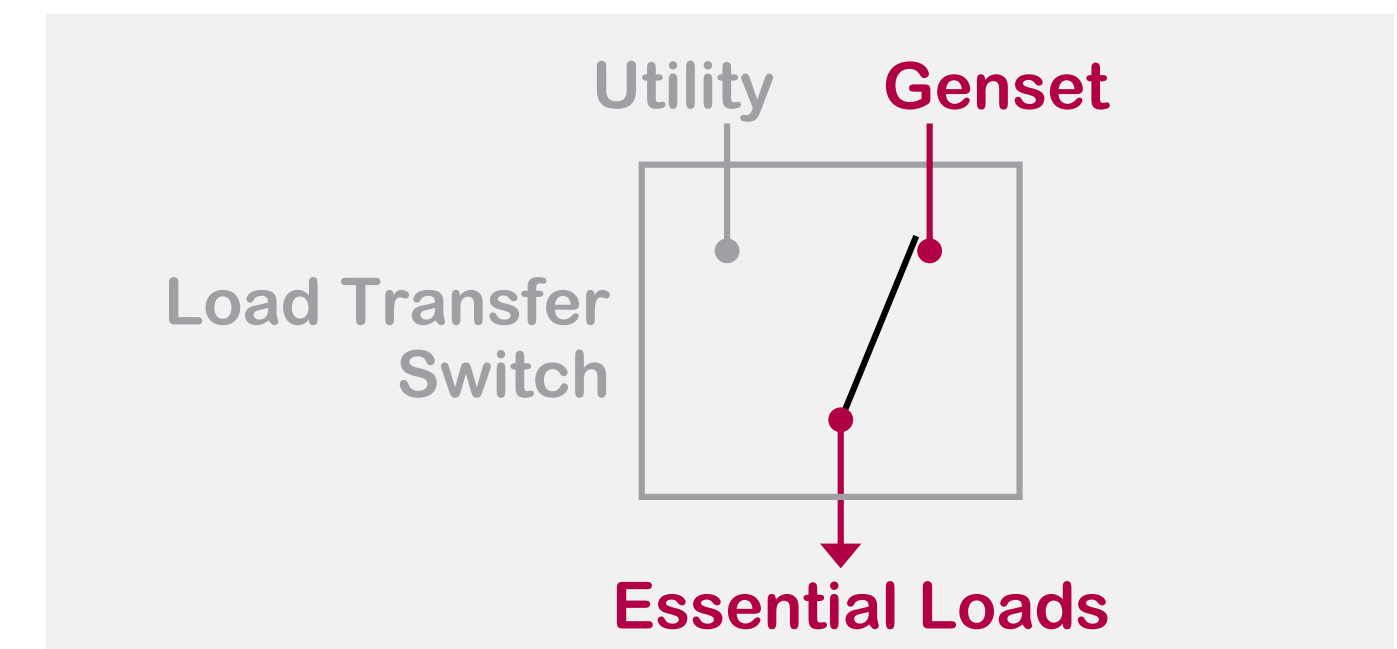 Utility
Genset
Load Transfer
Switch
Essential Loads